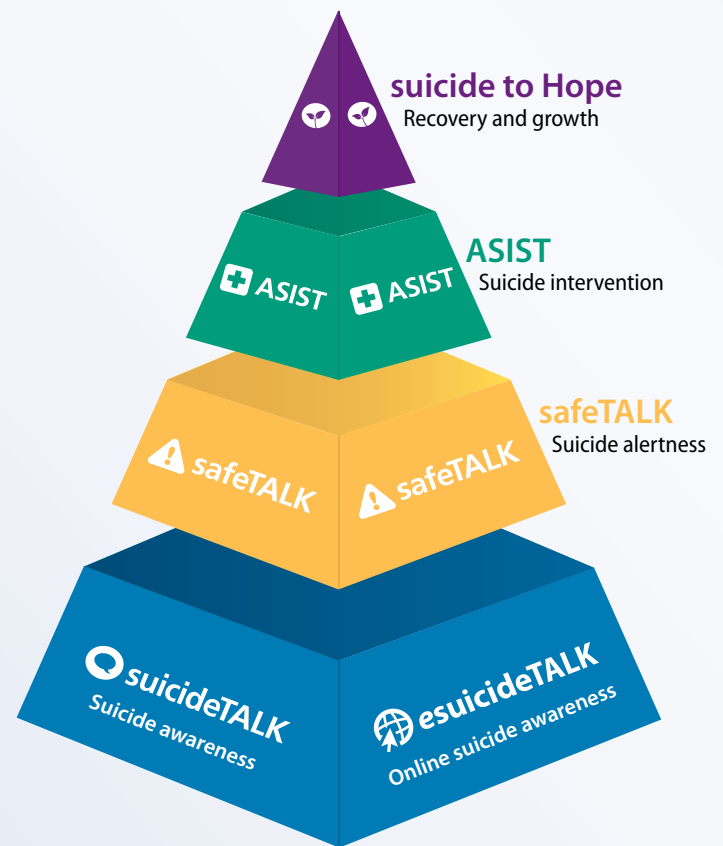 suicide to Hope
Recovery and growth
ASIST
Suicide intervention
ASIST
ASIST
safeTALK
Suicide alertness
safeTALK
safeTALK
suicideTALK
Suicide awareness
esuicideTALK
Online suicide awareness